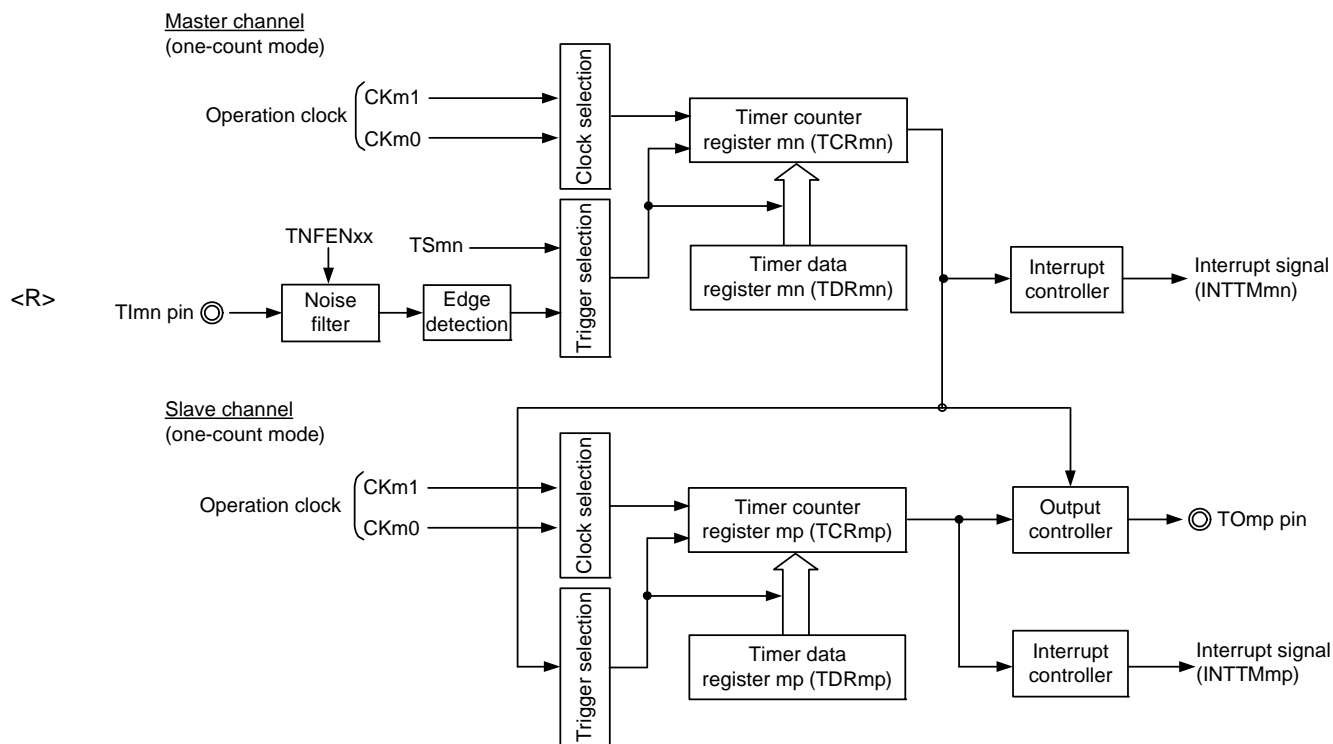 Master channel
(one-count mode)
Operation clock
CKm1
CKm0
Clock selection
Timer counter
register mn (TCRmn)
TNFENxx
TSmn
Trigger selection
Timer data
register mn (TDRmn)
Interrupt
controller
Interrupt signal
(INTTMmn)
<R>
TImn pin
Noise
filter
Edge
detection
Slave channel
(one-count mode)
Operation clock
CKm1
CKm0
Clock selection
Timer counter
register mp (TCRmp)
Output
controller
TOmp pin
Trigger selection
Timer data
register mp (TDRmp)
Interrupt
controller
Interrupt signal
(INTTMmp)